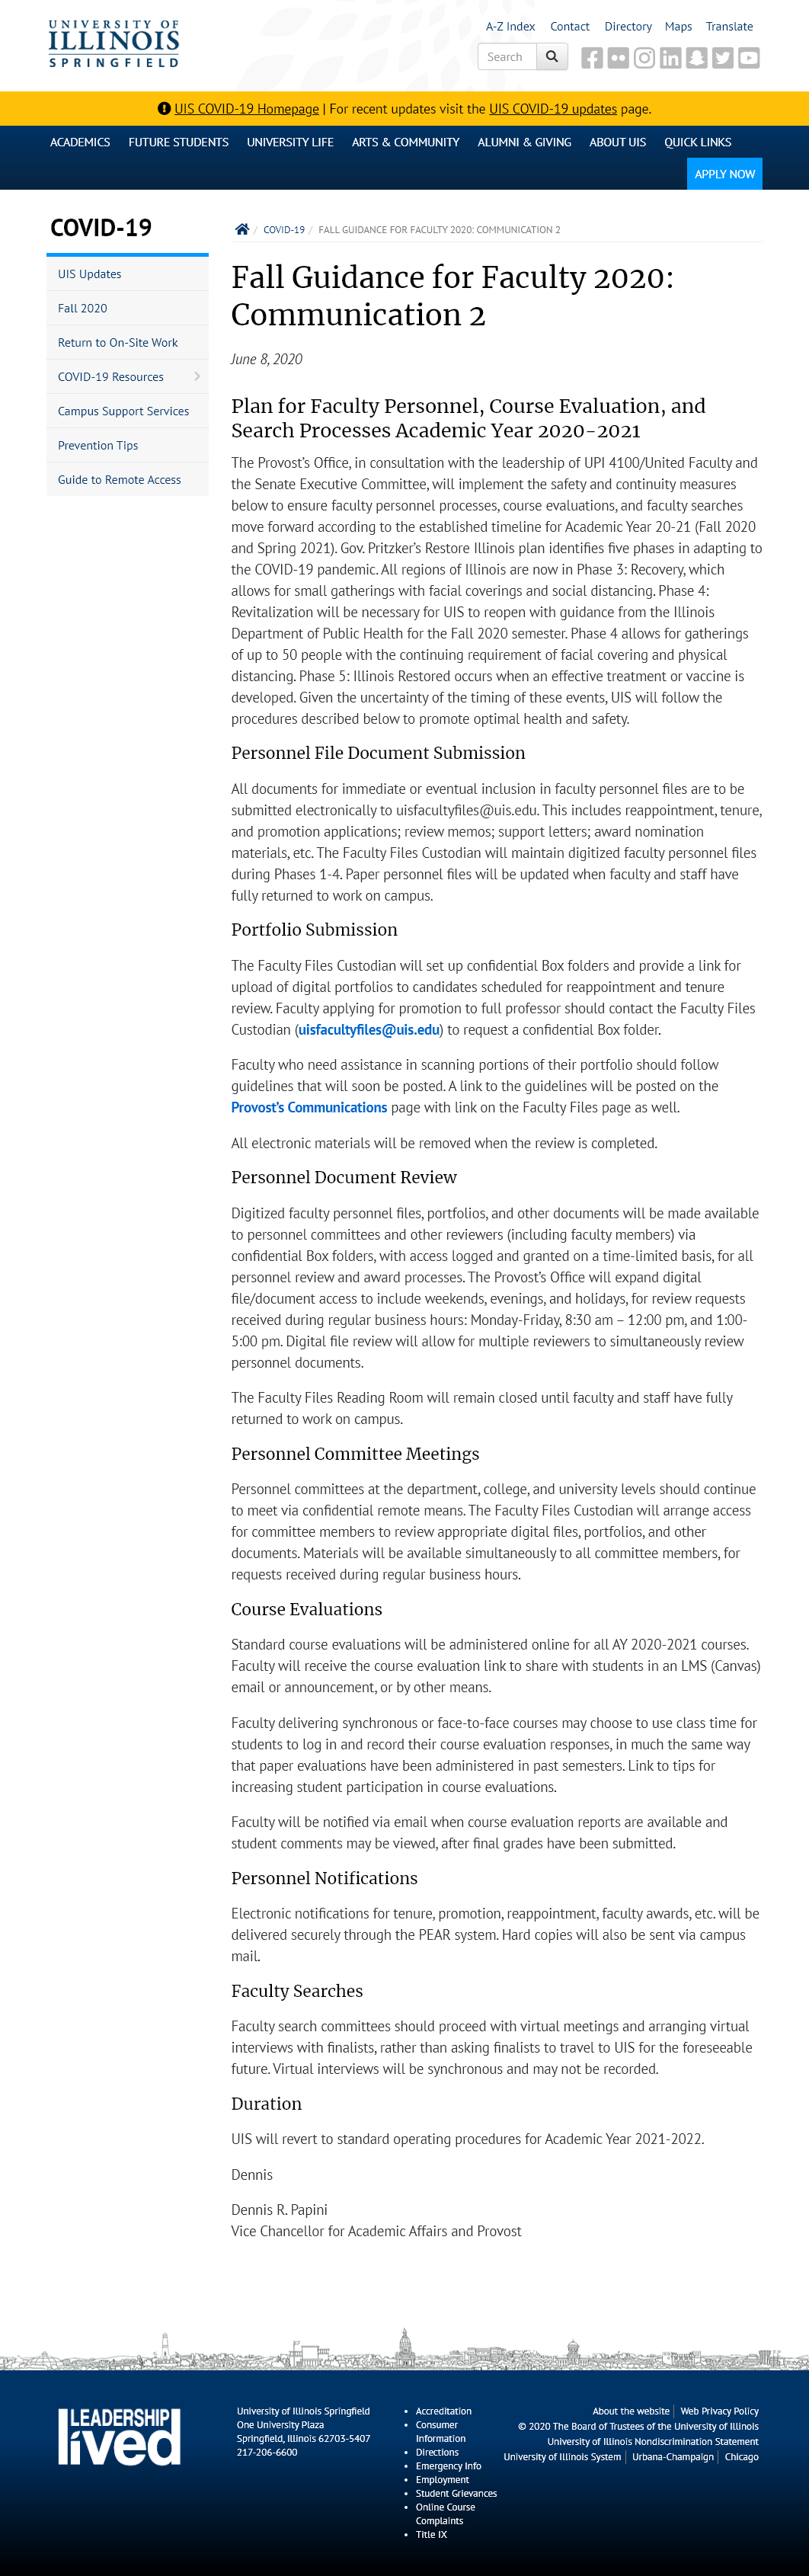 UNIVERSITY OF
ILLINOIS
SPRINGFIELD
A-Z Index Contact Directory Maps Translate
Search
UIS COVID-19 Homepage | For recent updates visit the UIS COVID-19 updates page.
ACADEMICS FUTURE STUDENTS UNIVERSITY LIFE ARTS & COMMUNITY ALUMNI & GIVING ABOUT UIS QUICK LINKS
APPLY NOW
COVID-19
UIS Updates
Fall 2020
Return to On-Site Work
COVID-19 Resources
Campus Support Services
Prevention Tips
Guide to Remote Access
/ COVID-19 / FALL GUIDANCE FOR FACULTY 2020: COMMUNICATION 2
Fall Guidance for Faculty 2020:
Communication 2
June 8, 2020
Plan for Faculty Personnel, Course Evaluation, and
Search Processes Academic Year 2020-2021
The Provost’s Office, in consultation with the leadership of UPI 4100/United Faculty and
the Senate Executive Committee, will implement the safety and continuity measures
below to ensure faculty personnel processes, course evaluations, and faculty searches
move forward according to the established timeline for Academic Year 20-21 (Fall 2020
and Spring 2021). Gov. Pritzker’s Restore Illinois plan identifies five phases in adapting to
the COVID-19 pandemic. All regions of Illinois are now in Phase 3: Recovery, which
allows for small gatherings with facial coverings and social distancing. Phase 4:
Revitalization will be necessary for UIS to reopen with guidance from the Illinois
Department of Public Health for the Fall 2020 semester. Phase 4 allows for gatherings
of up to 50 people with the continuing requirement of facial covering and physical
distancing. Phase 5: Illinois Restored occurs when an effective treatment or vaccine is
developed. Given the uncertainty of the timing of these events, UIS will follow the
procedures described below to promote optimal health and safety.
Personnel File Document Submission
All documents for immediate or eventual inclusion in faculty personnel files are to be
submitted electronically to uisfacultyfiles@uis.edu. This includes reappointment, tenure,
and promotion applications; review memos; support letters; award nomination
materials, etc. The Faculty Files Custodian will maintain digitized faculty personnel files
during Phases 1-4. Paper personnel files will be updated when faculty and staff have
fully returned to work on campus.
Portfolio Submission
The Faculty Files Custodian will set up confidential Box folders and provide a link for
upload of digital portfolios to candidates scheduled for reappointment and tenure
review. Faculty applying for promotion to full professor should contact the Faculty Files
Custodian (uisfacultyfiles@uis.edu) to request a confidential Box folder.
Faculty who need assistance in scanning portions of their portfolio should follow
guidelines that will soon be posted. A link to the guidelines will be posted on the
Provost’s Communications page with link on the Faculty Files page as well.
All electronic materials will be removed when the review is completed.
Personnel Document Review
Digitized faculty personnel files, portfolios, and other documents will be made available
to personnel committees and other reviewers (including faculty members) via
confidential Box folders, with access logged and granted on a time-limited basis, for all
personnel review and award processes. The Provost’s Office will expand digital
file/document access to include weekends, evenings, and holidays, for review requests
received during regular business hours: Monday-Friday, 8:30 am – 12:00 pm, and 1:00-
5:00 pm. Digital file review will allow for multiple reviewers to simultaneously review
personnel documents.
The Faculty Files Reading Room will remain closed until faculty and staff have fully
returned to work on campus.
Personnel Committee Meetings
Personnel committees at the department, college, and university levels should continue
to meet via confidential remote means. The Faculty Files Custodian will arrange access
for committee members to review appropriate digital files, portfolios, and other
documents. Materials will be available simultaneously to all committee members, for
requests received during regular business hours.
Course Evaluations
Standard course evaluations will be administered online for all AY 2020-2021 courses.
Faculty will receive the course evaluation link to share with students in an LMS (Canvas)
email or announcement, or by other means.
Faculty delivering synchronous or face-to-face courses may choose to use class time for
students to log in and record their course evaluation responses, in much the same way
that paper evaluations have been administered in past semesters. Link to tips for
increasing student participation in course evaluations.
Faculty will be notified via email when course evaluation reports are available and
student comments may be viewed, after final grades have been submitted.
Personnel Notifications
Electronic notifications for tenure, promotion, reappointment, faculty awards, etc. will be
delivered securely through the PEAR system. Hard copies will also be sent via campus
mail.
Faculty Searches
Faculty search committees should proceed with virtual meetings and arranging virtual
interviews with finalists, rather than asking finalists to travel to UIS for the foreseeable
future. Virtual interviews will be synchronous and may not be recorded.
Duration
UIS will revert to standard operating procedures for Academic Year 2021-2022.
Dennis
Dennis R. Papini
Vice Chancellor for Academic Affairs and Provost
LEADERSHIP
lived
University of Illinois Springfield
One University Plaza
Springfield, Illinois 62703-5407
217-206-6600
Accreditation
Consumer
Information
Directions
Emergency Info
Employment
Student Grievances
Online Course
Complaints
Title IX
About the website | Web Privacy Policy
© 2020 The Board of Trustees of the University of Illinois
University of Illinois Nondiscrimination Statement
University of Illinois System | Urbana-Champaign | Chicago